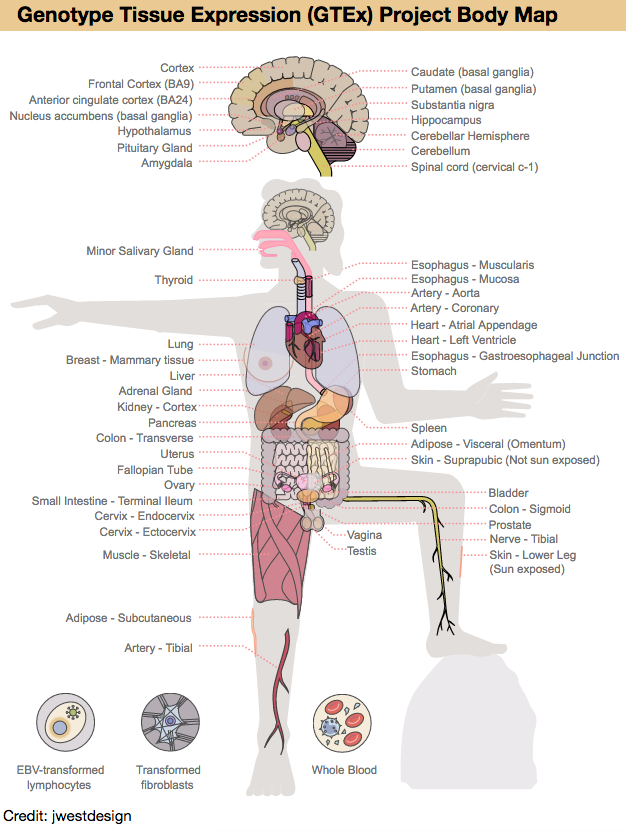 Genotype Tissue Expression (GTEx) Project Body Map
Cortex
Frontal Cortex (BA9)
Anterior cingulate cortex (BA24)
Nucleus accumbens (basal ganglia)
Hypothalamus
Pituitary Gland
Amygdala
Caudate (basal ganglia)
Putamen (basal ganglia)
Substantia nigra
Hippocampus
Cerebellar Hemisphere
Cerebellum
Spinal cord (cervical c-1)
Minor Salivary Gland
Thyroid
Lung
Breast - Mammary tissue
Liver
Adrenal Gland
Kidney - Cortex
Pancreas
Colon - Transverse
Uterus
Fallopian Tube
Ovary
Small Intestine - Terminal Ileum
Cervix - Endocervix
Cervix - Ectocervix
Muscle - Skeletal
Adipose - Subcutaneous
Artery - Tibial
Esophagus - Muscularis
Esophagus - Mucosa
Artery - Aorta
Artery - Coronary
Heart - Atrial Appendage
Heart - Left Ventricle
Esophagus - Gastroesophageal Junction
Stomach
Spleen
Adipose - Visceral (Omentum)
Skin - Suprapubic (Not sun exposed)
Bladder
Colon - Sigmoid
Prostate
Nerve - Tibial
Skin - Lower Leg
(Sun exposed)
Vagina
Testis
EBV-transformed
lymphocytes
Transformed
fibroblasts
Whole Blood
Credit: jwestdesign